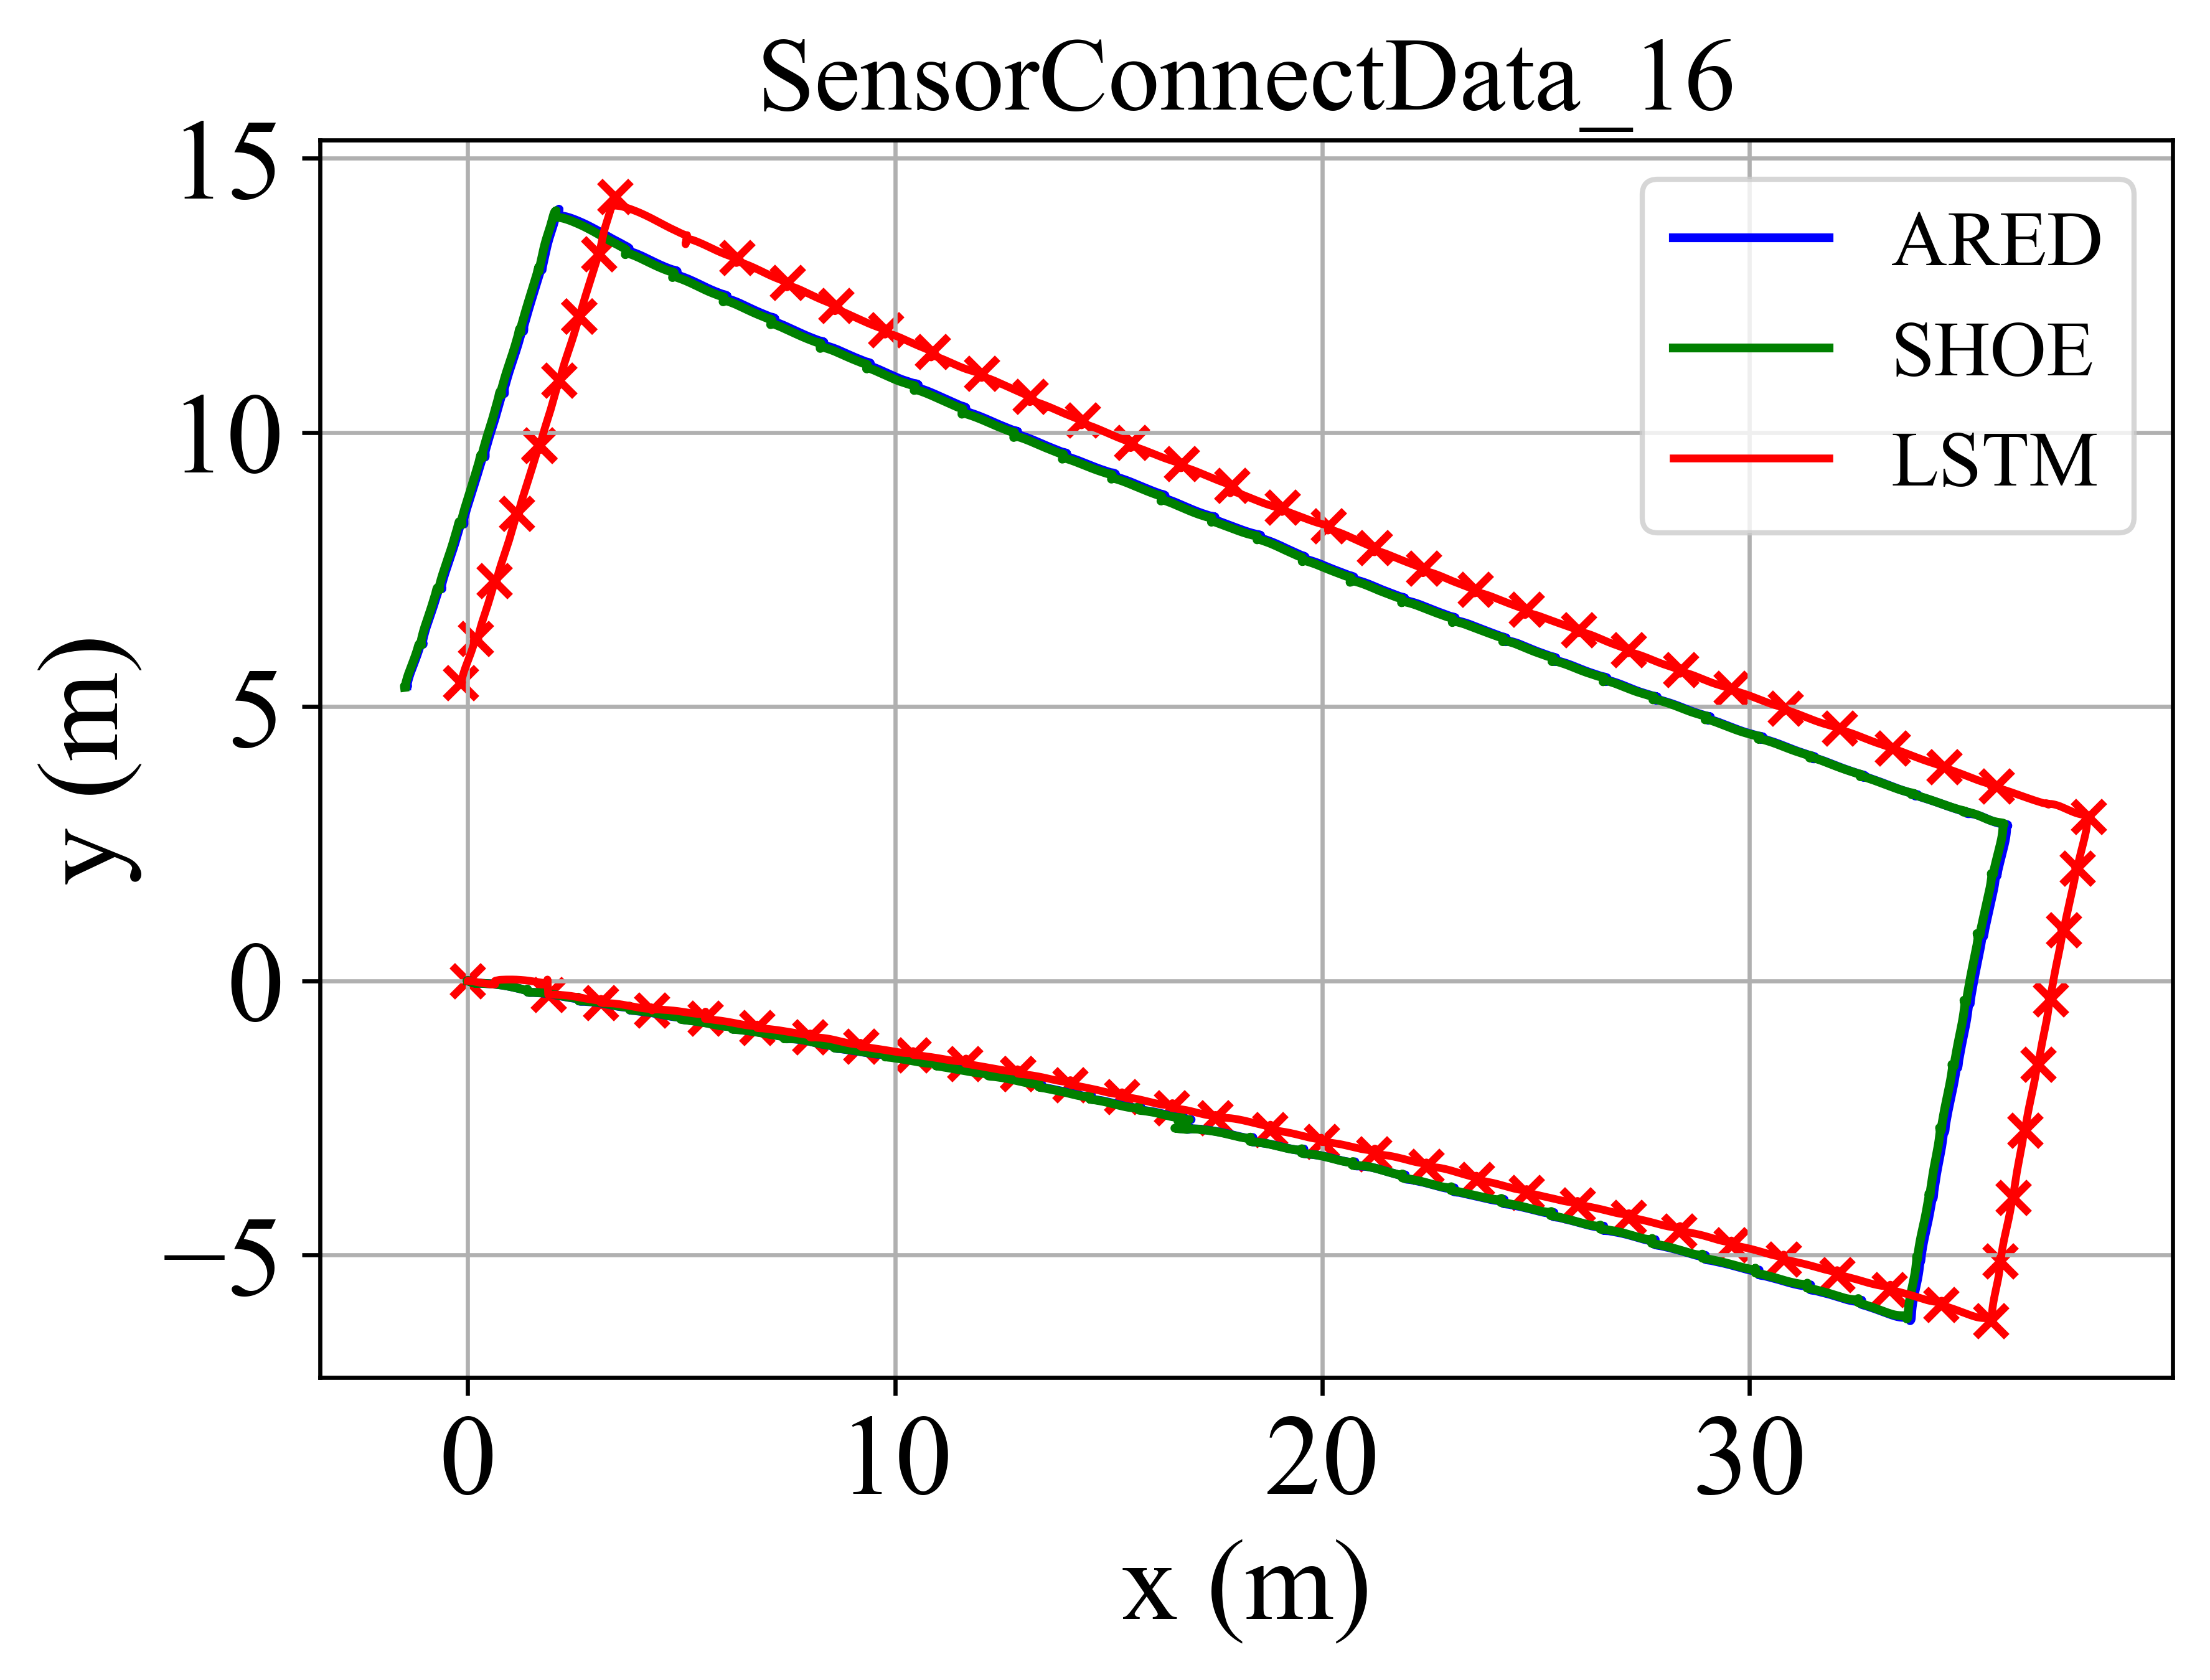 SensorConnectData_16
15
10
5
0
−5
y (m)
ARED
SHOE
LSTM
0 10 20 30
x (m)